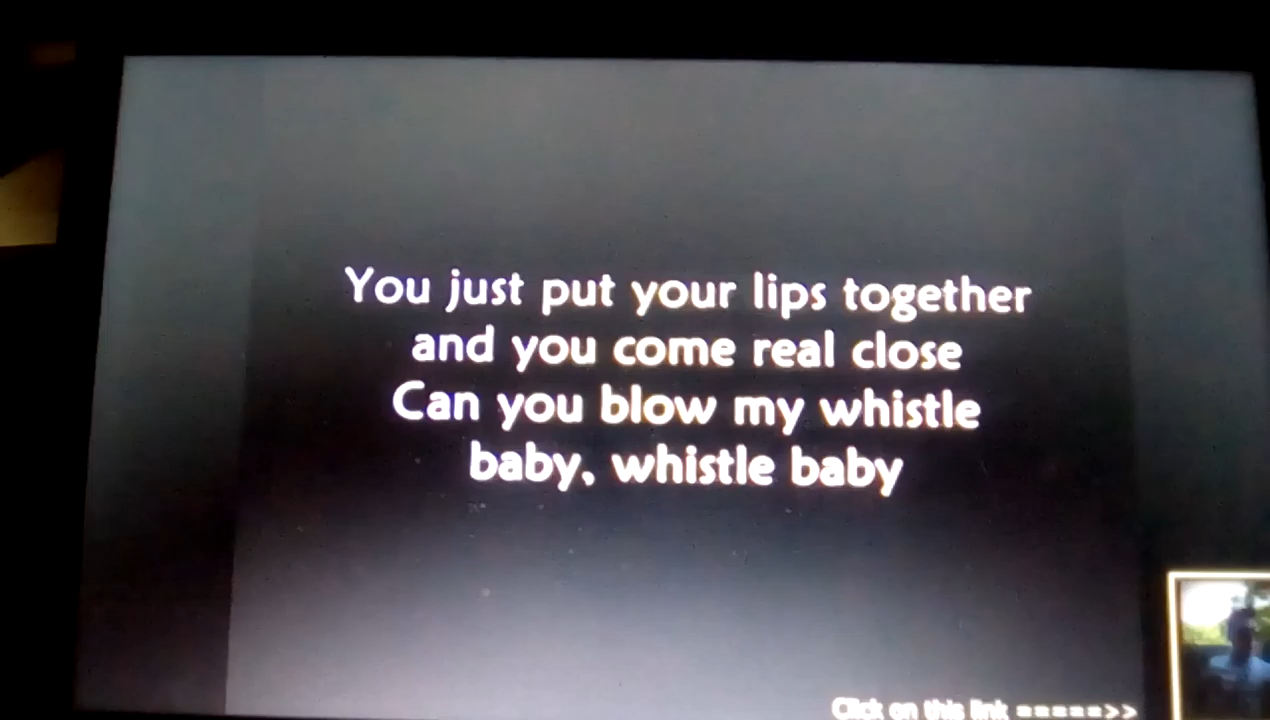 You just put your lips together
and you come real close
Can you blow my whistle
baby, whistle baby
Click on this link =====>>